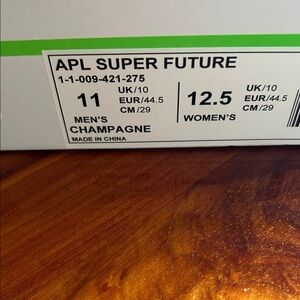 APL SUPER FUTURE
1-1-009-421-275
11 UK/10 EUR/44.5 CM/29
MEN'S
12.5 UK/10 EUR/44.5 CM/29
WOMEN'S
CHAMPAGNE
MADE IN CHINA